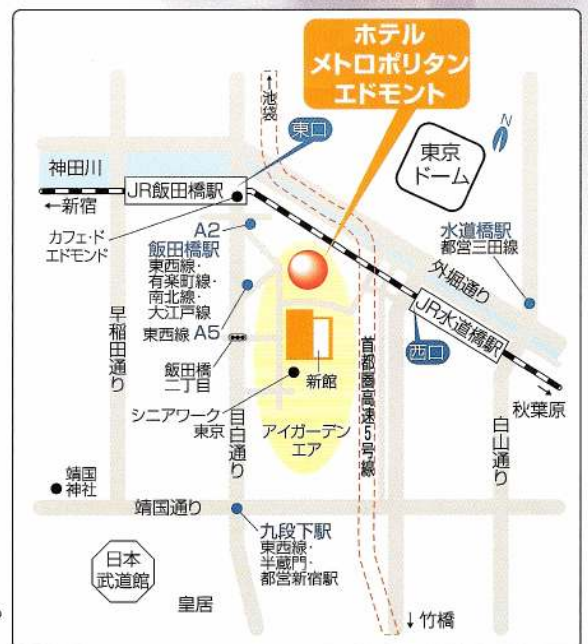 ホテル
メトロポリタン
エドモント
↑池袋
N
東口
東京
ドーム
神田川
JR飯田橋駅
←新宿
カフェ・ド
エドモンド
A2
飯田橋駅
東西線・
有楽町線・
南北線・
大江戸線
水道橋駅
都営三田線
外堀通り
早稲田通り
東西線 A5
JR水道橋駅
西口
飯田橋
二丁目
新館
首都圏高速5号線
秋葉原
シニアワーク
東京
目白通り
アイガーデン
エア
白山通り
靖国
神社
靖国通り
九段下駅
東西線・
半蔵門・
都営新宿駅
日本
武道館
皇居
↓竹橋